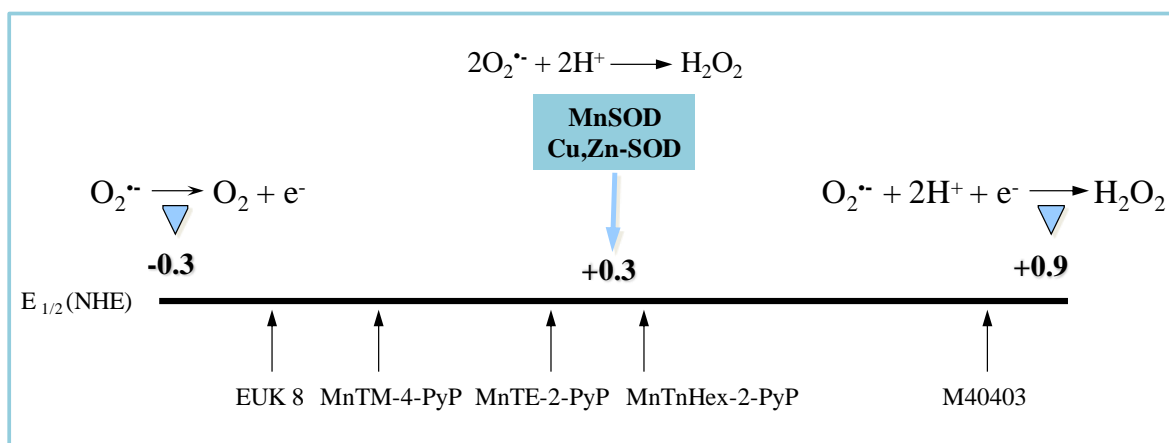 2O₂•- + 2H⁺ → H₂O₂
MnSOD
Cu,Zn-SOD
O₂•- → O₂ + e⁻
O₂•- + 2H⁺ + e⁻ → H₂O₂
-0.3
+0.3
+0.9
E 1/2 (NHE)
EUK 8
MnTM-4-PyP
MnTE-2-PyP
MnTnHex-2-PyP
M40403